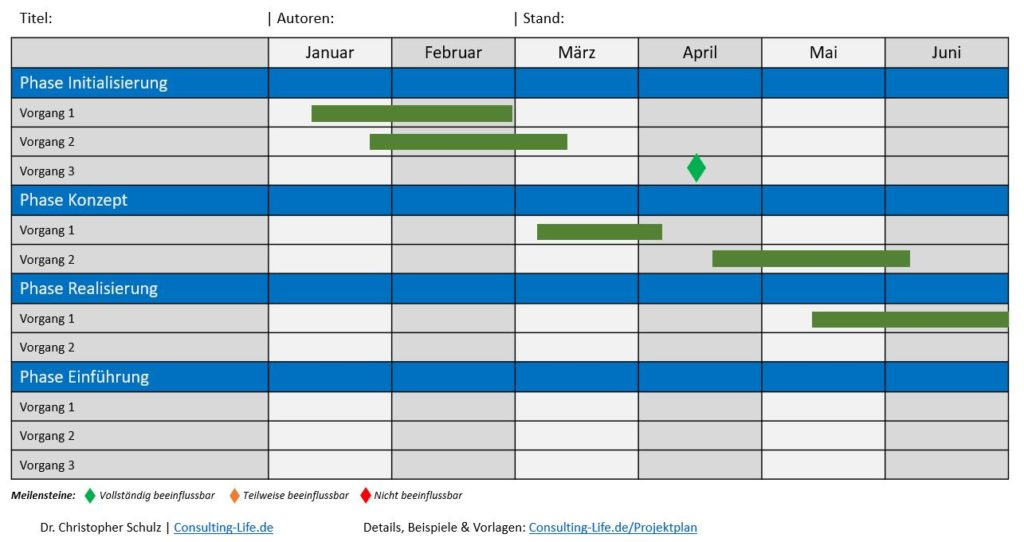 Titel: | Autoren: | Stand:
Januar Februar März April Mai Juni
Phase Initialisierung
Vorgang 1
Vorgang 2
Vorgang 3
Phase Konzept
Vorgang 1
Vorgang 2
Phase Realisierung
Vorgang 1
Vorgang 2
Phase Einführung
Vorgang 1
Vorgang 2
Vorgang 3
Meilensteine: Vollständig beeinflussbar Teilweise beeinflussbar Nicht beeinflussbar
Dr. Christopher Schulz | Consulting-Life.de Details, Beispiele & Vorlagen: Consulting-Life.de/Projektplan